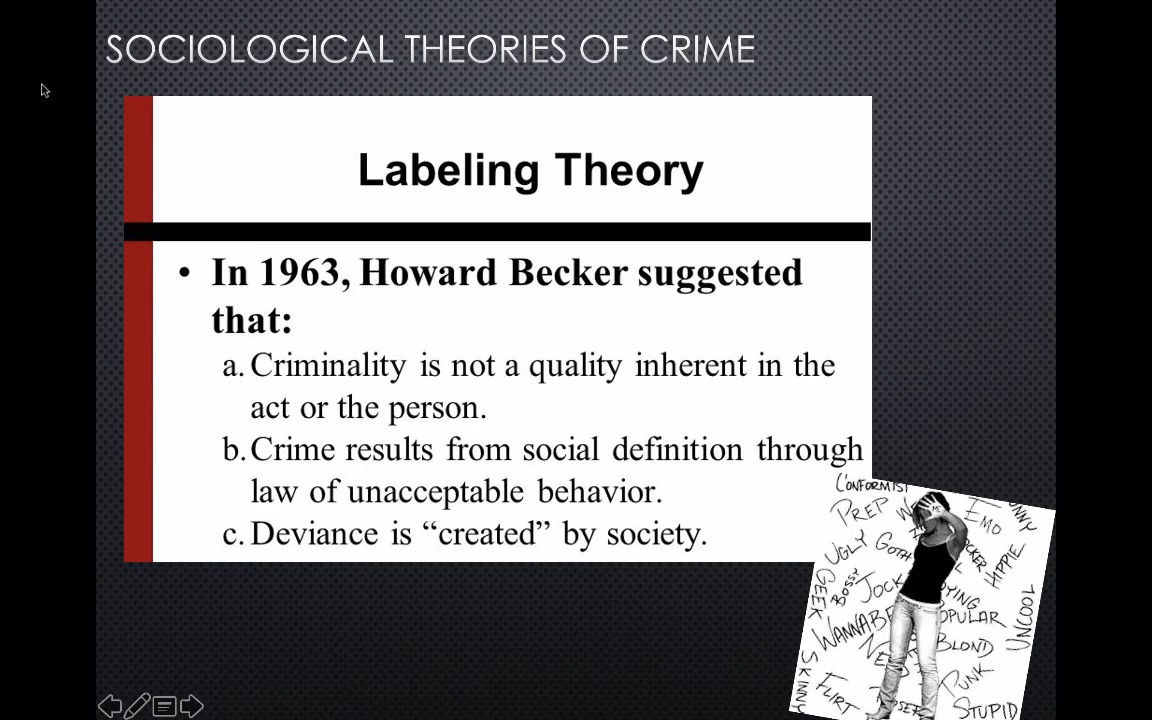 SOCIOLOGICAL THEORIES OF CRIME
Labeling Theory
• In 1963, Howard Becker suggested
that:
a. Criminality is not a quality inherent in the
act or the person.
b. Crime results from social definition through
law of unacceptable behavior.
c. Deviance is “created” by society.
CONFORMIST
PREP
EMO
UGLY
GOTH
HIPPIE
GEEK
BOSSY
JOCK
WANNABE
BLOND
UNCOOL
SKINNY
PUNK
FLIRT
STUPID